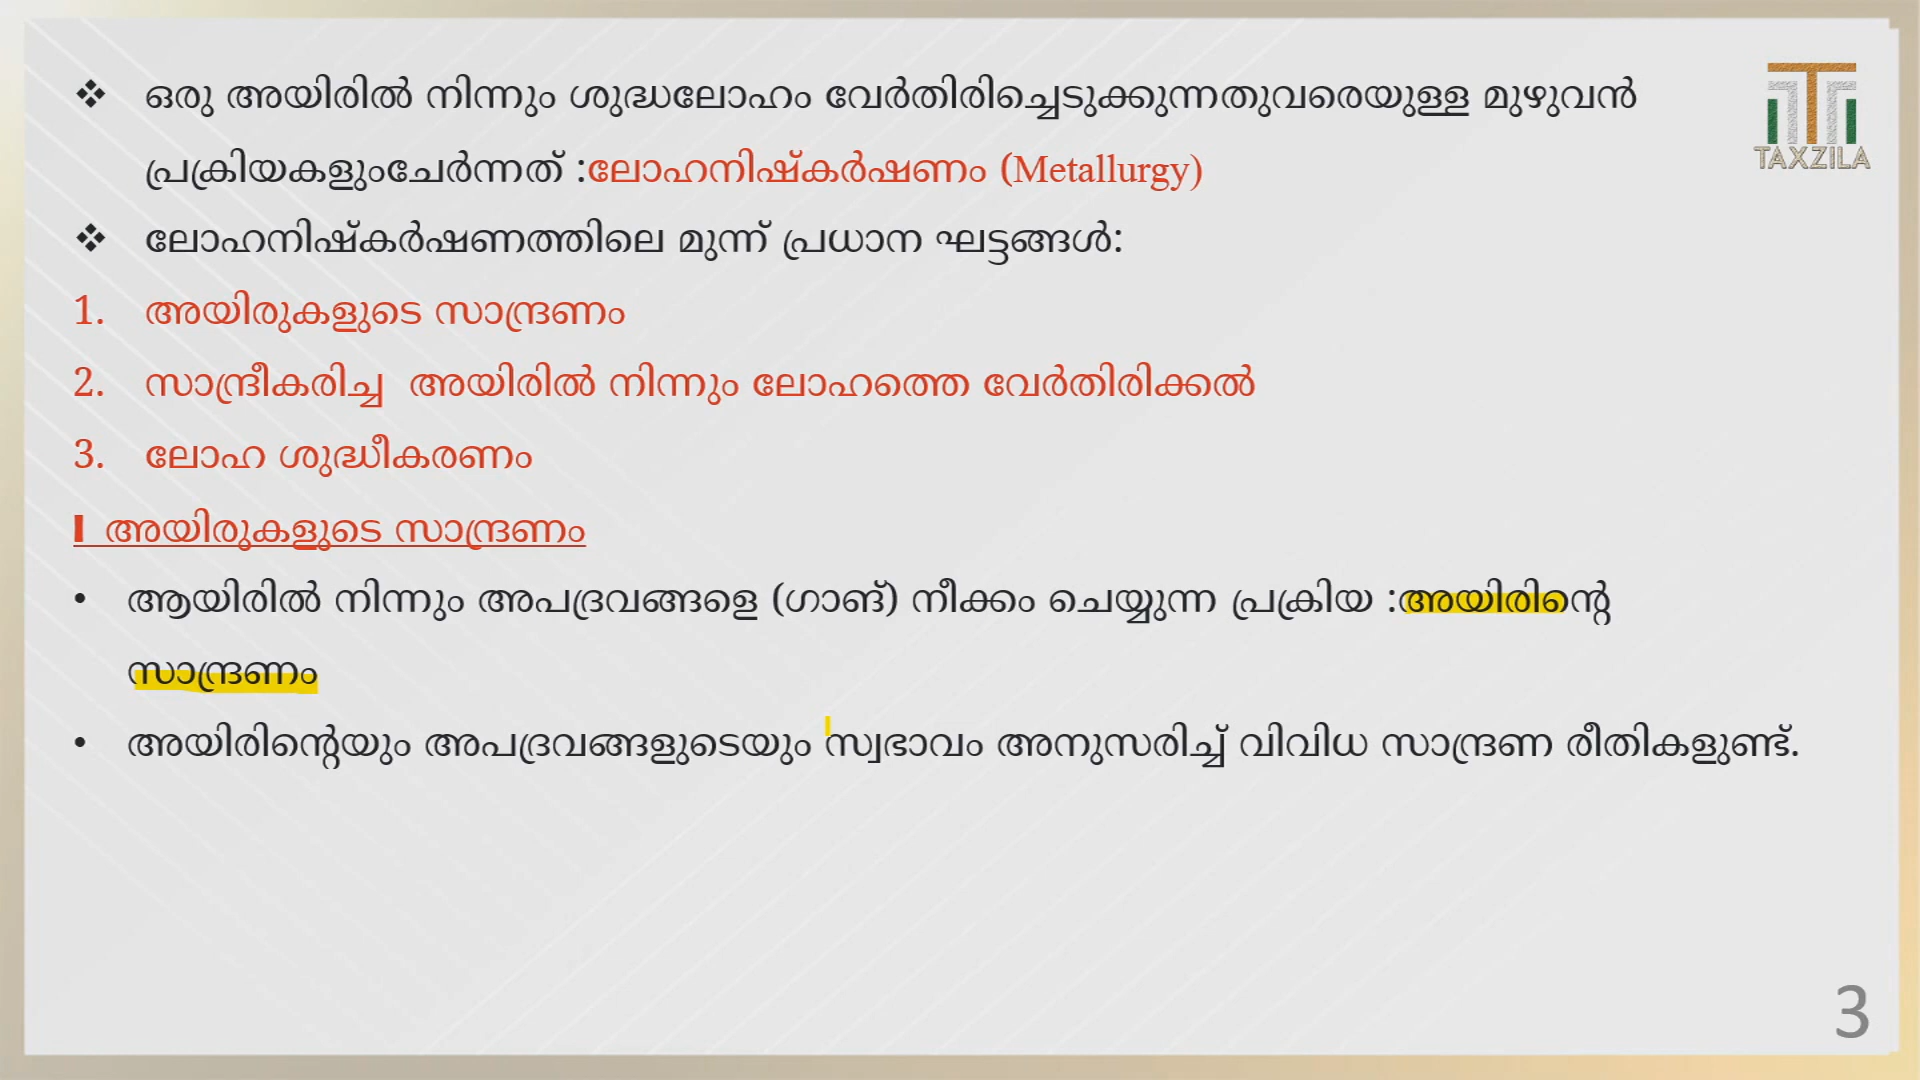 ❖ ഒരു അയിരിൽ നിന്നും ശുദ്ധലോഹം വേർതിരിച്ചെടുക്കുന്നതുവരെയുള്ള മുഴുവൻ
പ്രക്രിയകളുംചേർന്നത് :ലോഹനിഷ്കർഷണം (Metallurgy)
❖ ലോഹനിഷ്കർഷണത്തിലെ മുന്ന് പ്രധാന ഘട്ടങ്ങൾ:
1. അയിരുകളുടെ സാന്ദ്രണം
2. സാന്ദ്രീകരിച്ച അയിരിൽ നിന്നും ലോഹത്തെ വേർതിരിക്കൽ
3. ലോഹ ശുദ്ധീകരണം
I അയിരുകളുടെ സാന്ദ്രണം
• ആയിരിൽ നിന്നും അപദ്രവങ്ങളെ (ഗാങ്) നീക്കം ചെയ്യുന്ന പ്രക്രിയ :അയിരിന്റെ
സാന്ദ്രണം
• അയിരിന്റെയും അപദ്രവങ്ങളുടെയും സ്വഭാവം അനുസരിച്ച് വിവിധ സാന്ദ്രണ രീതികളുണ്ട്.
TAXZILA
3